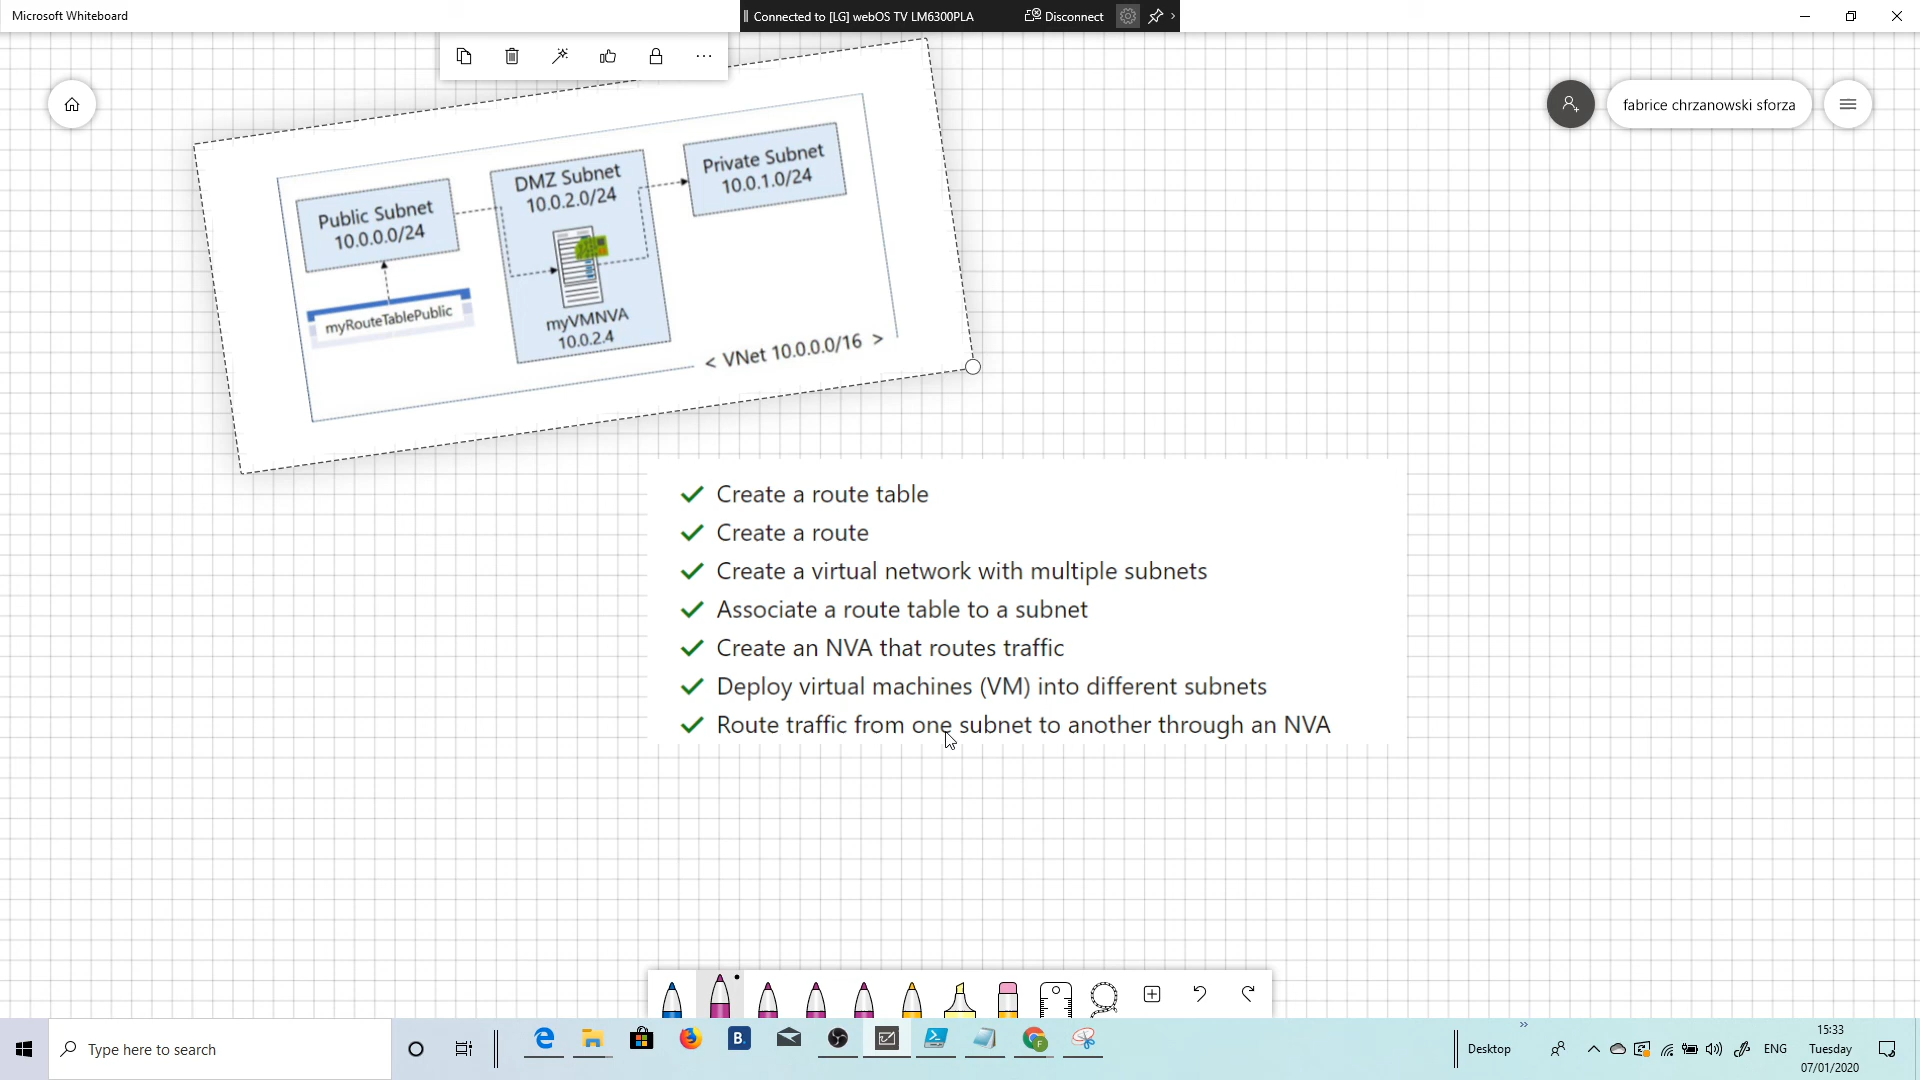 Microsoft Whiteboard
Connected to [LG] webOS TV LM6300PLA
Disconnect
fabrice chrzanowski sforza
Public Subnet
10.0.0.0/24
DMZ Subnet
10.0.2.0/24
Private Subnet
10.0.1.0/24
myRouteTablePublic
myVMNVA
10.0.2.4
< VNet 10.0.0.0/16 >
Create a route table
Create a route
Create a virtual network with multiple subnets
Associate a route table to a subnet
Create an NVA that routes traffic
Deploy virtual machines (VM) into different subnets
Route traffic from one subnet to another through an NVA
Type here to search
B.
F
Desktop
ENG
15:33
Tuesday
07/01/2020